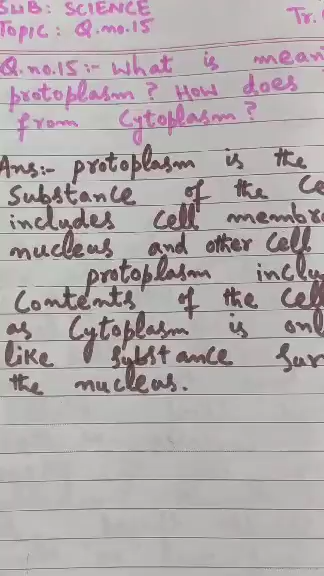 SUB: SCIENCE
Topic: Q.no.15 Tr.
Q.no.15:- What is mean
protoplasm? How does
from Cytoplasm?
Ans:- protoplasm is the
Substance of the Ce
includes cell membr
nucleus and other cell
protoplasm inclu
Contents of the Cell
as Cytoplasm is onl
like Substance Sur
the nucleus.